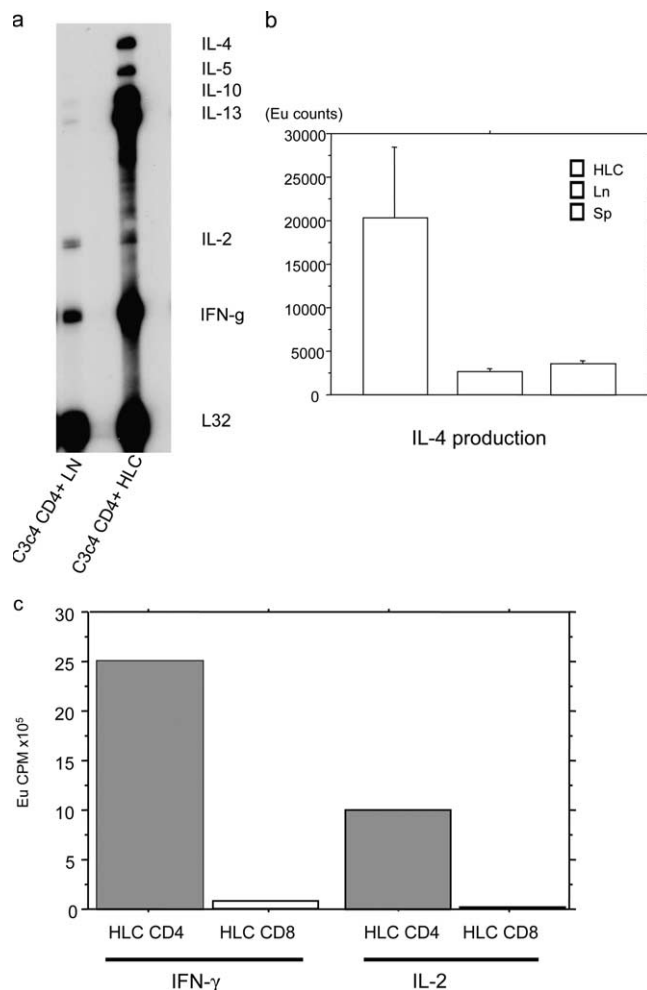 a
IL-4
IL-5
IL-10
IL-13
IL-2
IFN-g
L32
C3c4 CD4+ LN
C3c4 CD4+ HLC
b
(Eu counts)
30000
25000
20000
15000
10000
5000
0
HLC
Ln
Sp
IL-4 production
c
Eu CPM x10⁵
30
25
20
15
10
5
0
HLC CD4 HLC CD8 HLC CD4 HLC CD8
IFN-γ IL-2